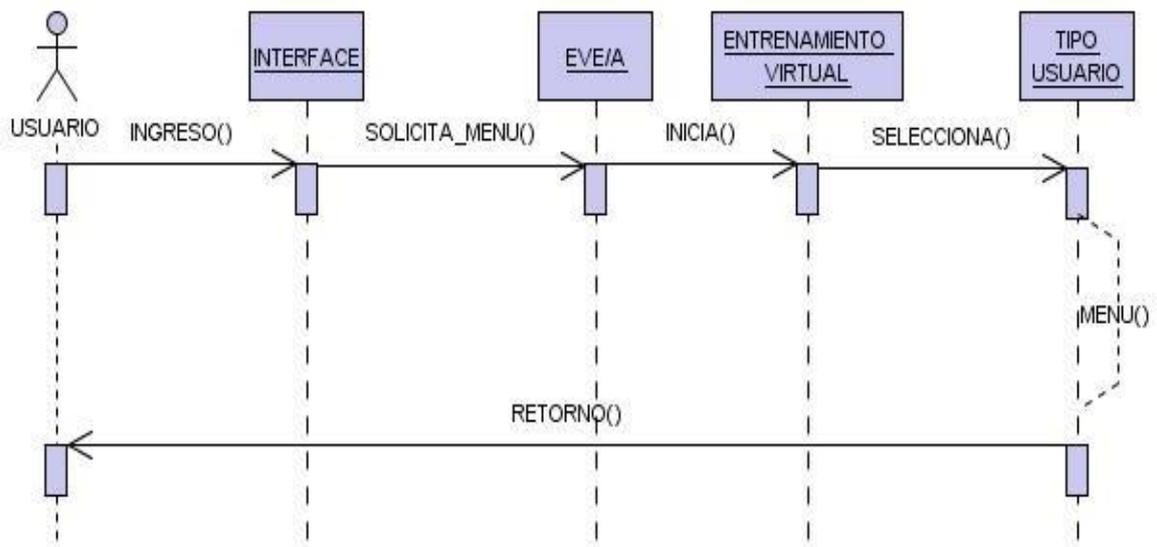 INTERFACE
EVE/A
ENTRENAMIENTO
VIRTUAL
TIPO
USUARIO
USUARIO
INGRESO()
SOLICITA_MENU()
INICIA()
SELECCIONA()
MENU()
RETORNO()